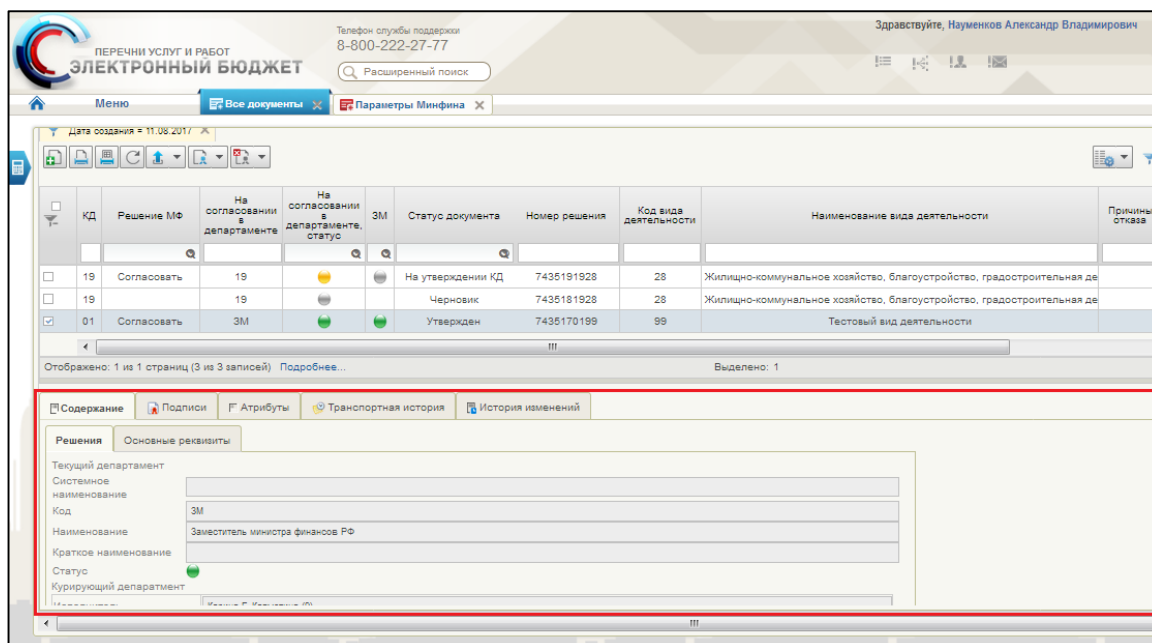 Здравствуйте, Науменков Александр Владимирович
Телефон службы поддержки
8-800-222-27-77
ПЕРЕЧНИ УСЛУГ И РАБОТ
ЭЛЕКТРОННЫЙ БЮДЖЕТ
Расширенный поиск
Меню
Все документы
Параметры Минфина
Дата создания = 11.08.2017
КД Решение МФ На согласовании в департаменте На согласовании в департаменте, статус ЗМ Статус документа Номер решения Код вида деятельности Наименование вида деятельности Причины отказа
19 Согласовать 19 На утверждении КД 7435191928 28 Жилищно-коммунальное хозяйство, благоустройство, градостроительная де
19 19 Черновик 7435181928 28 Жилищно-коммунальное хозяйство, благоустройство, градостроительная де
01 Согласовать ЗМ Утвержден 7435170199 99 Тестовый вид деятельности
Отображено: 1 из 1 страниц (3 из 3 записей) Подробнее... Выделено: 1
Содержание Подписи Атрибуты Транспортная история История изменений
Решения Основные реквизиты
Текущий департамент
Системное
наименование
Код ЗМ
Наименование Заместитель министра финансов РФ
Краткое наименование
Статус
Курирующий депаратмент